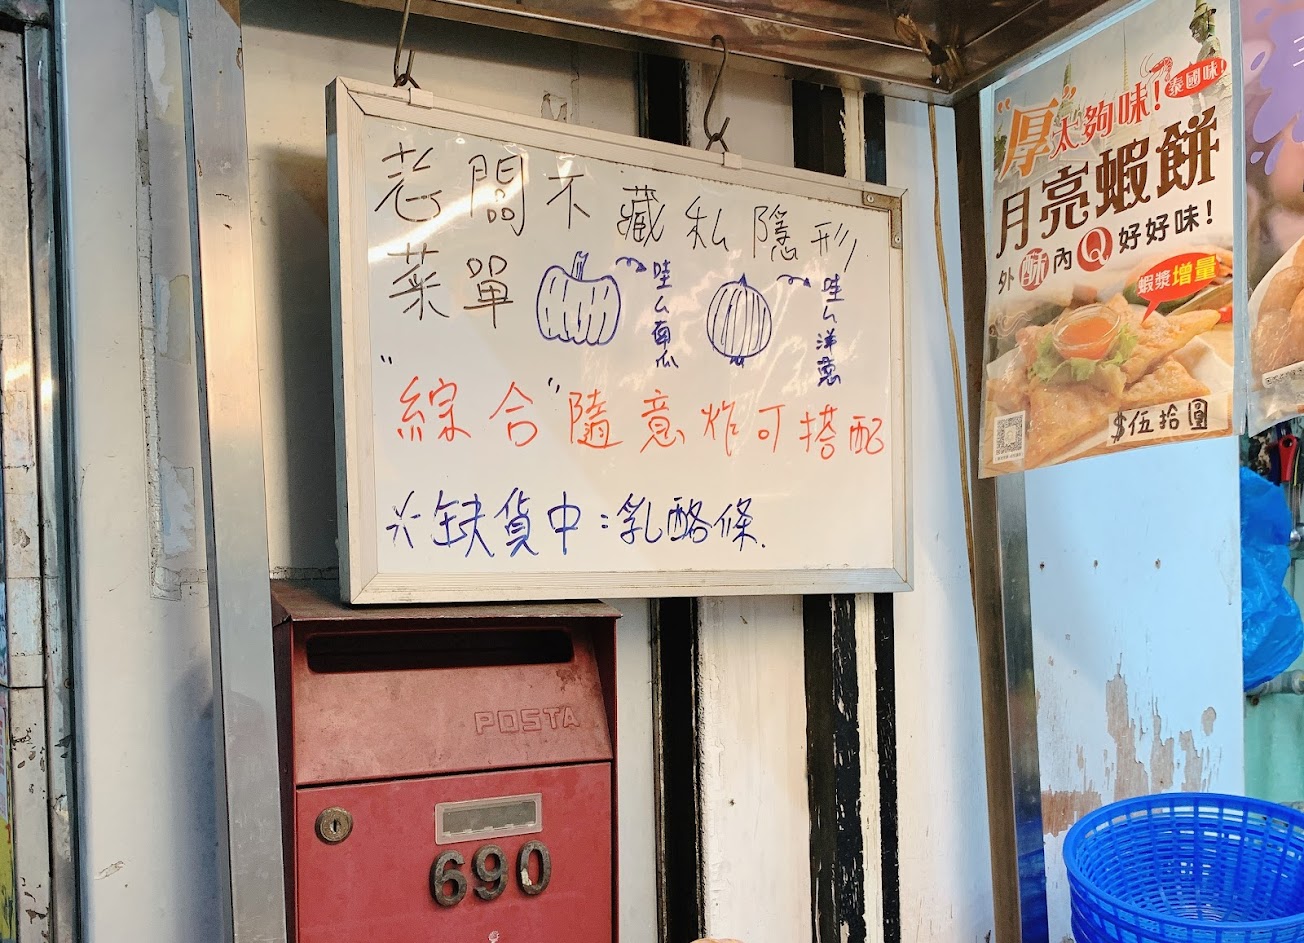 老闆不藏私隱形
菜單
哇ㄙ南瓜
哇ㄙ洋蔥
"綜合"隨意炸可搭配
※缺貨中:乳酪條.
POSTA
690
"厚"太夠味!
泰國味!
月亮蝦餅
外酥內Q好好味!
蝦漿增量
$伍拾圓